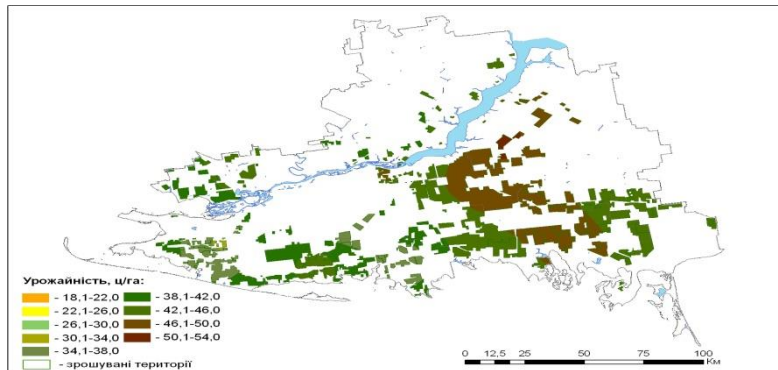 Урожайність, ц/га:
- 18,1-22,0
- 22,1-26,0
- 26,1-30,0
- 30,1-34,0
- 34,1-38,0
- 38,1-42,0
- 42,1-46,0
- 46,1-50,0
- 50,1-54,0
- зрошувані території
0 12,5 25 50 75 100
Км